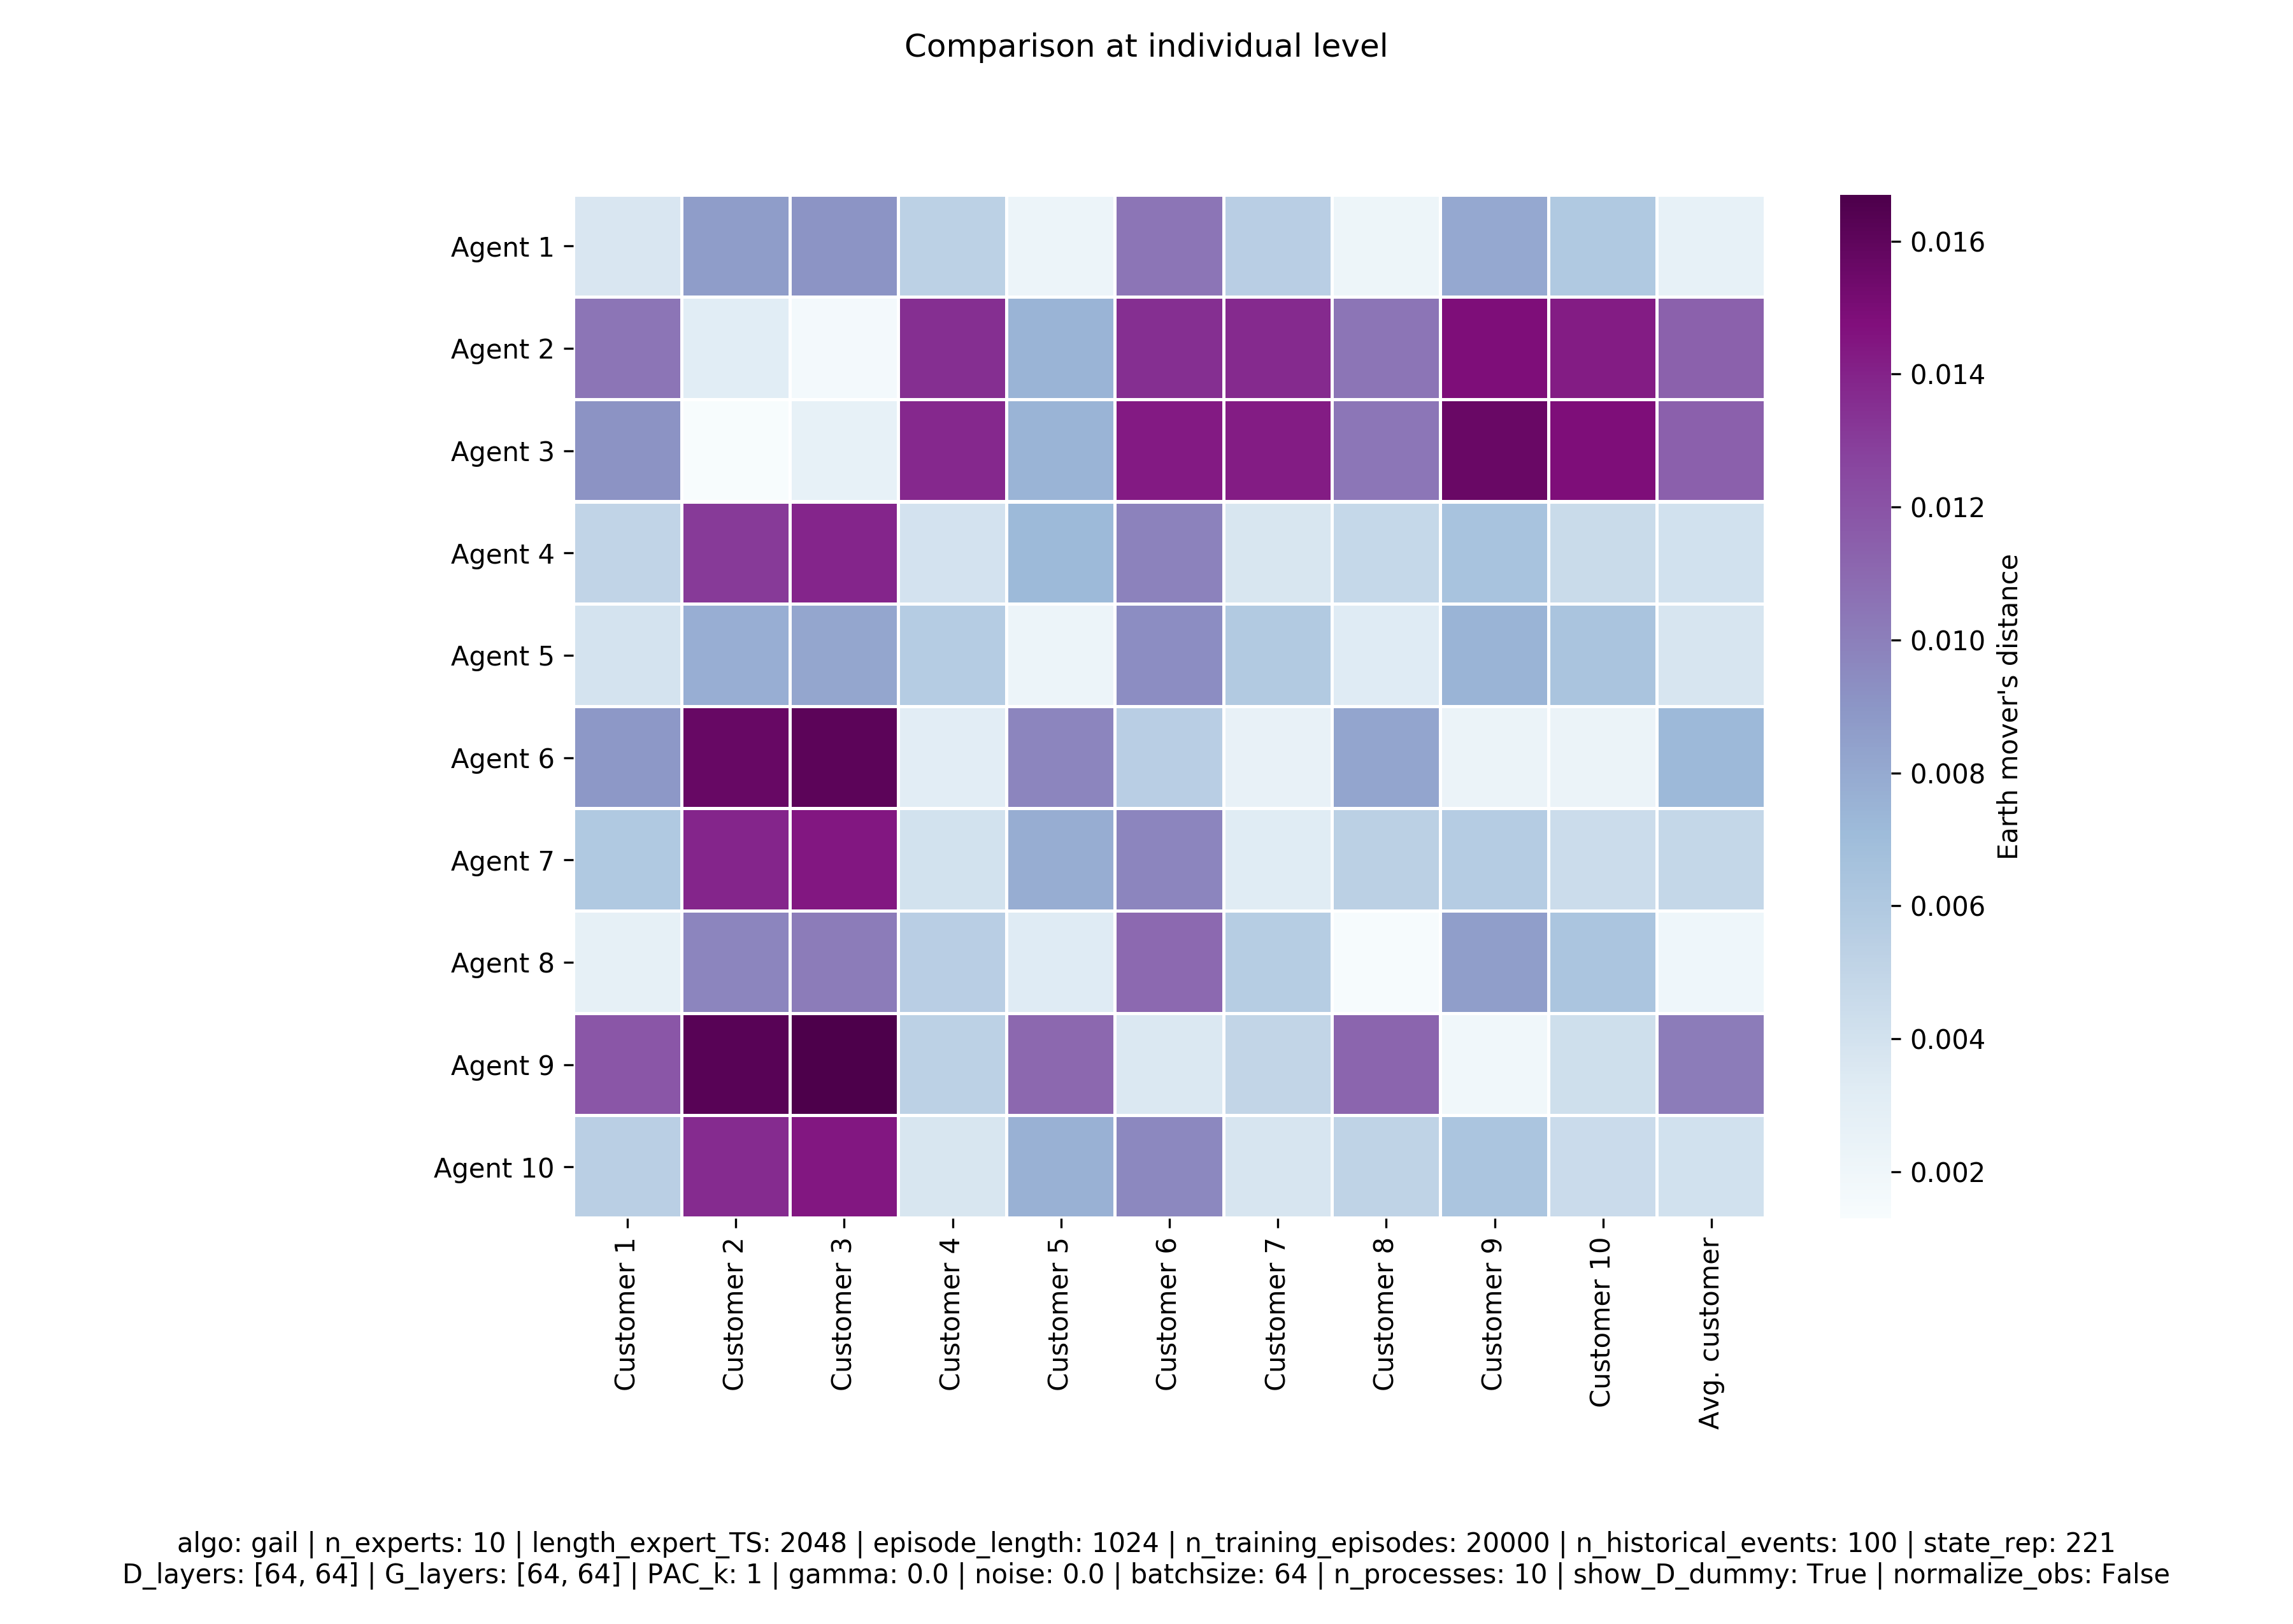 Comparison at individual level
Agent 1
Agent 2
Agent 3
Agent 4
Agent 5
Agent 6
Agent 7
Agent 8
Agent 9
Agent 10
Customer 1
Customer 2
Customer 3
Customer 4
Customer 5
Customer 6
Customer 7
Customer 8
Customer 9
Customer 10
Avg. customer
0.016
0.014
0.012
0.010
0.008
0.006
0.004
0.002
Earth mover's distance
algo: gail | n_experts: 10 | length_expert_TS: 2048 | episode_length: 1024 | n_training_episodes: 20000 | n_historical_events: 100 | state_rep: 221
D_layers: [64, 64] | G_layers: [64, 64] | PAC_k: 1 | gamma: 0.0 | noise: 0.0 | batchsize: 64 | n_processes: 10 | show_D_dummy: True | normalize_obs: False